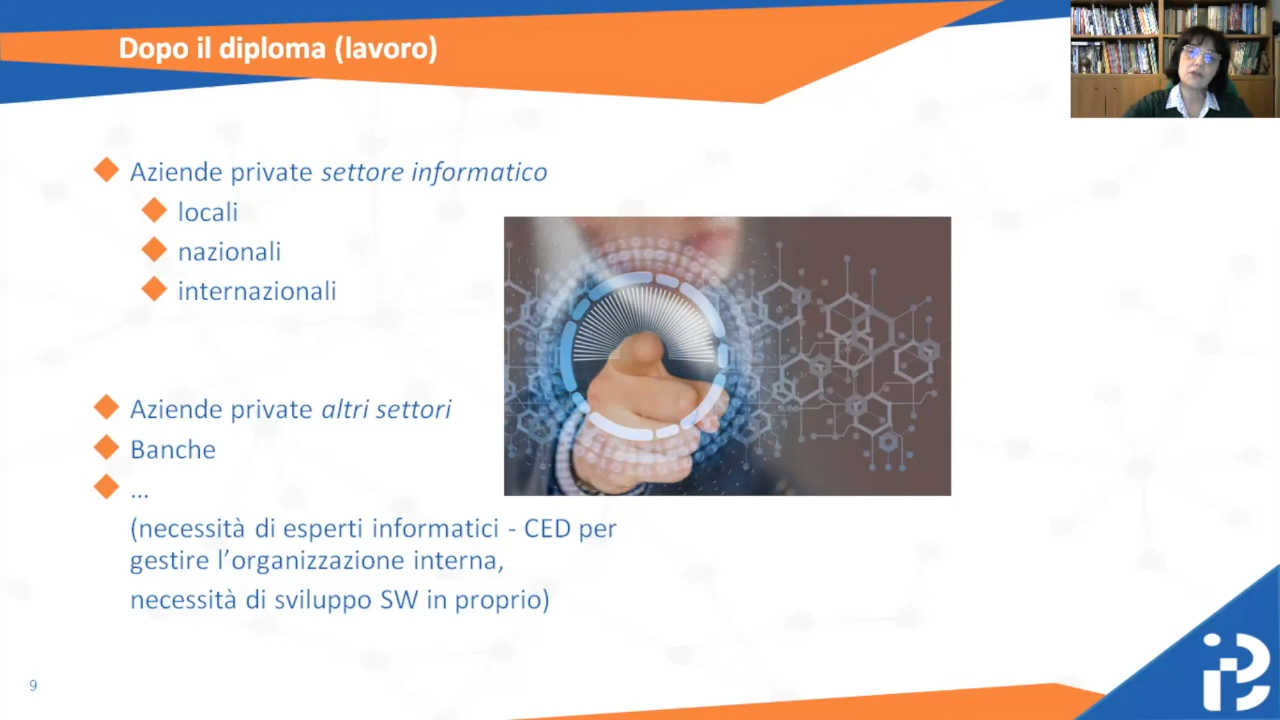 Dopo il diploma (lavoro)
Aziende private settore informatico
locali
nazionali
internazionali
Aziende private altri settori
Banche
...
(necessità di esperti informatici - CED per
gestire l'organizzazione interna,
necessità di sviluppo SW in proprio)
9